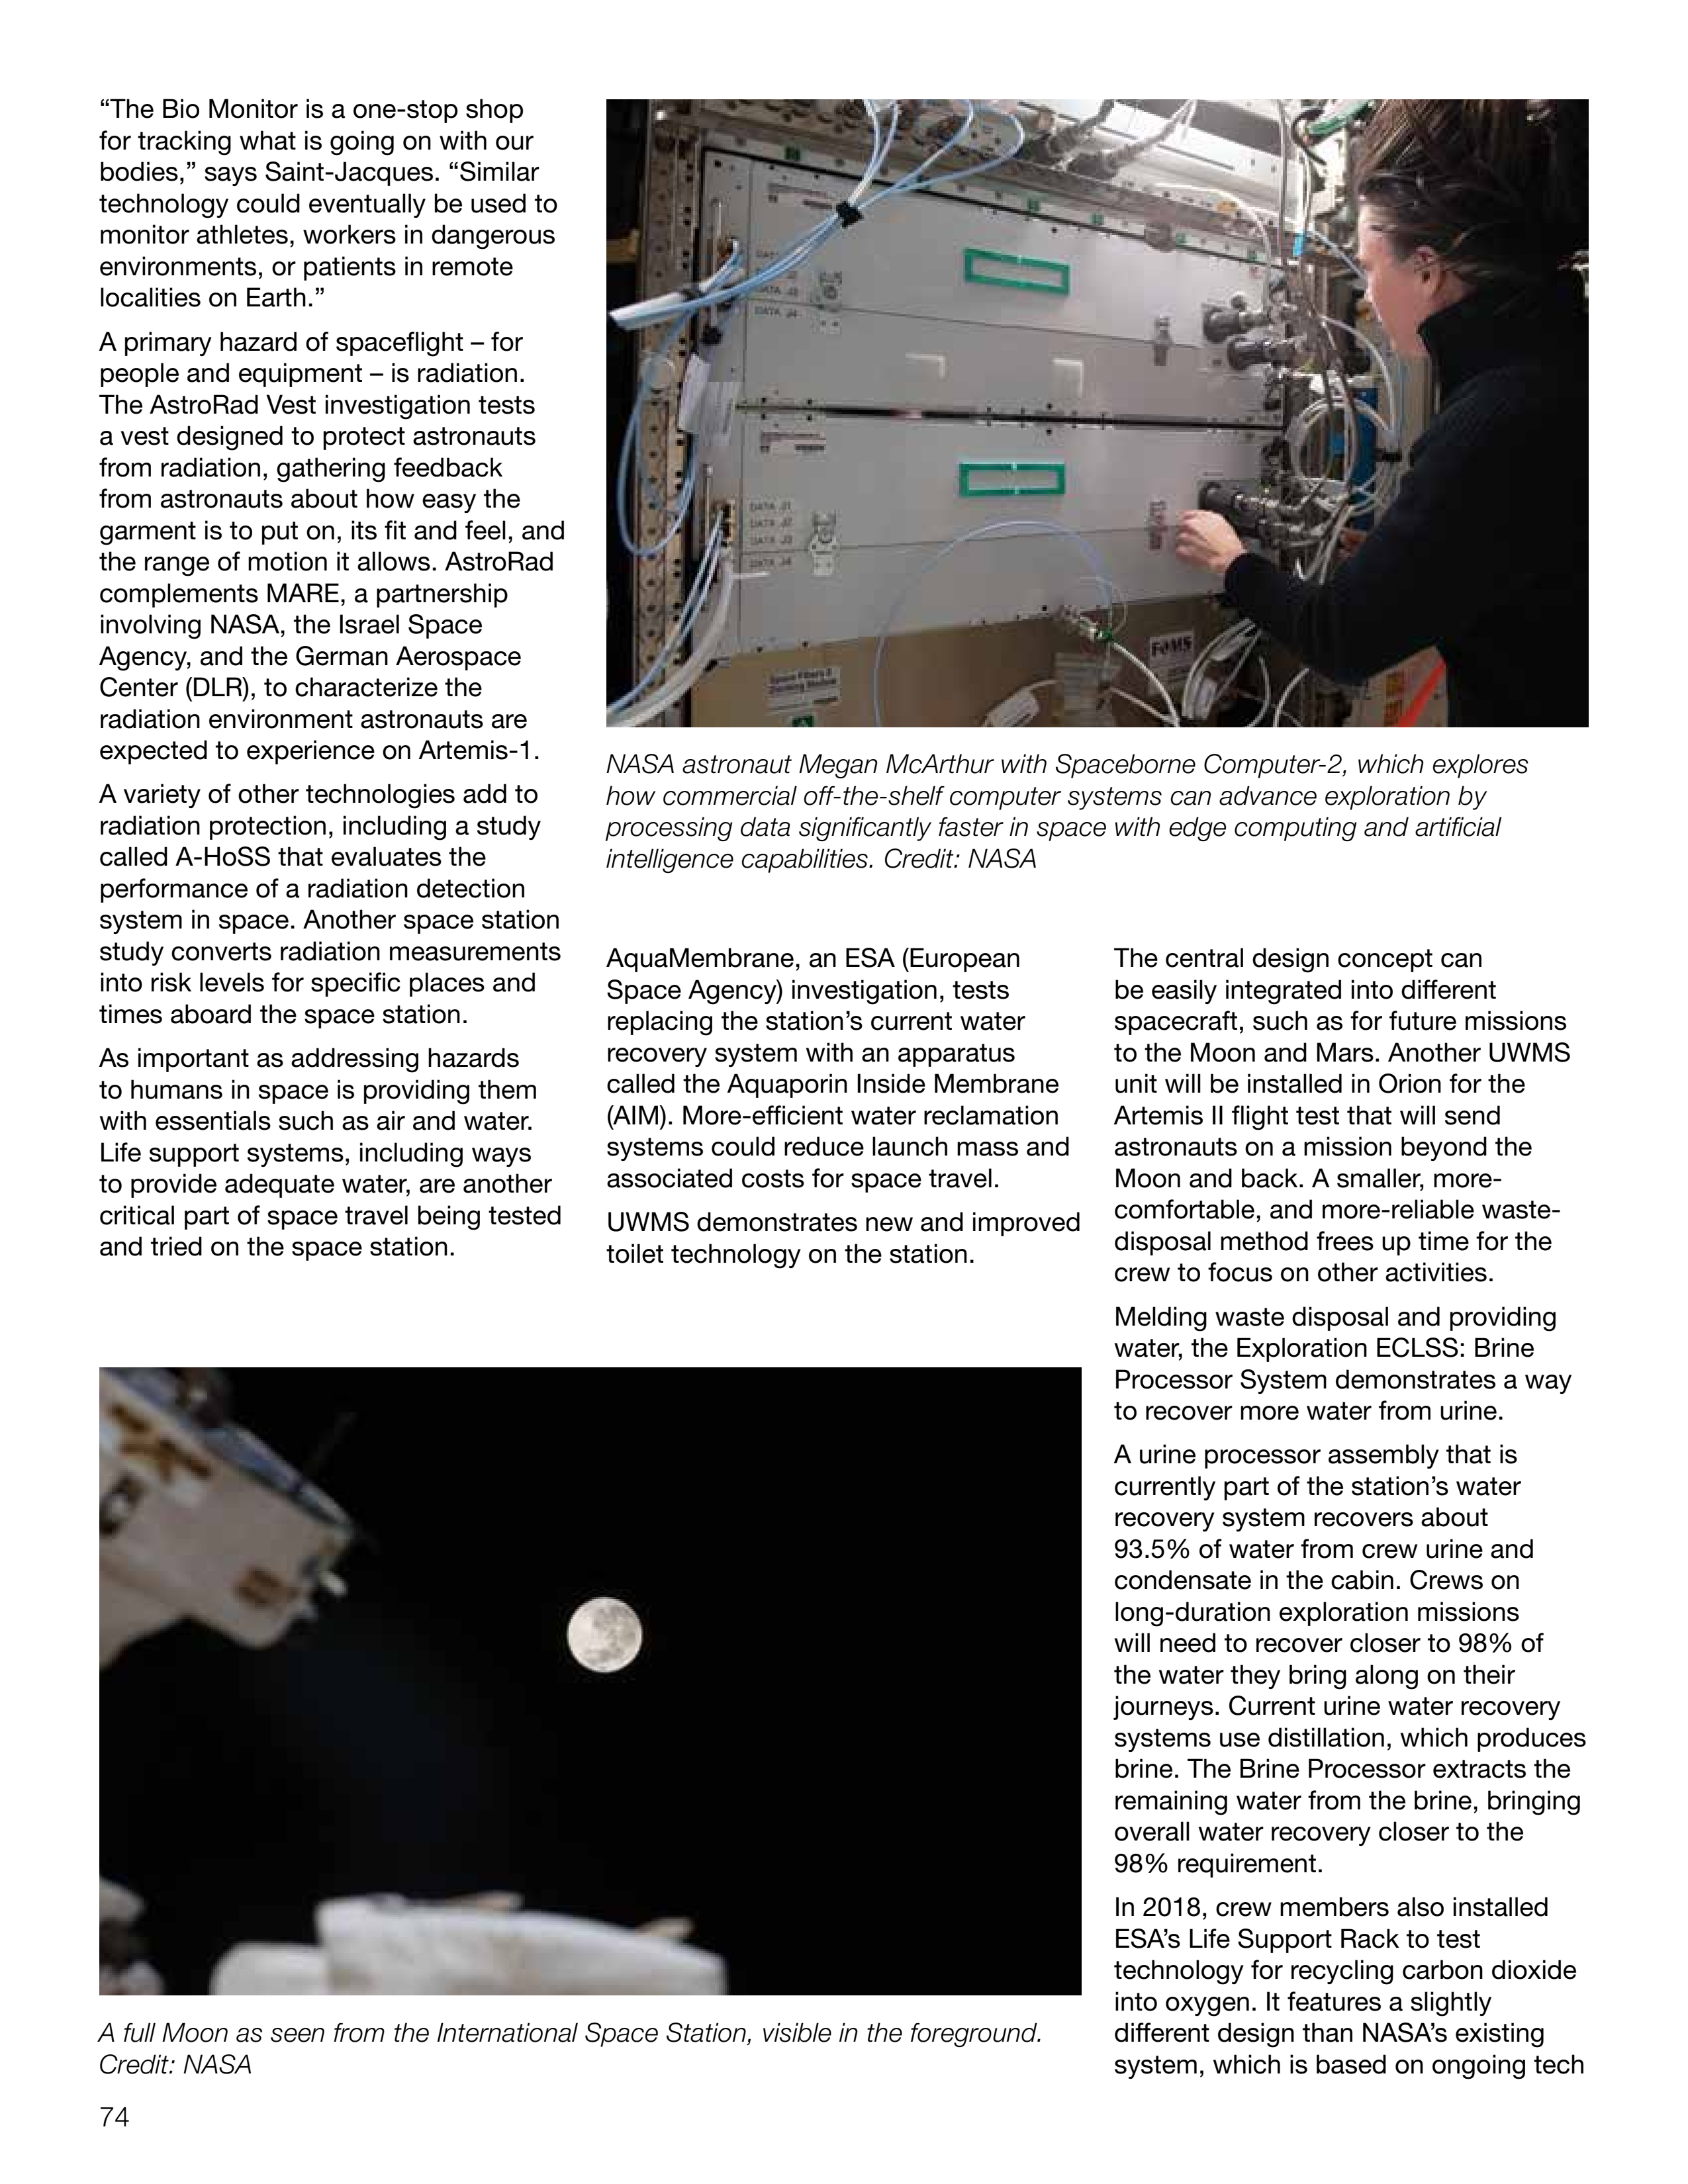 “The Bio Monitor is a one-stop shop
for tracking what is going on with our
bodies,” says Saint-Jacques. “Similar
technology could eventually be used to
monitor athletes, workers in dangerous
environments, or patients in remote
localities on Earth.”
A primary hazard of spaceflight – for
people and equipment – is radiation.
The AstroRad Vest investigation tests
a vest designed to protect astronauts
from radiation, gathering feedback
from astronauts about how easy the
garment is to put on, its fit and feel, and
the range of motion it allows. AstroRad
complements MARE, a partnership
involving NASA, the Israel Space
Agency, and the German Aerospace
Center (DLR), to characterize the
radiation environment astronauts are
expected to experience on Artemis-1.
A variety of other technologies add to
radiation protection, including a study
called A-HoSS that evaluates the
performance of a radiation detection
system in space. Another space station
study converts radiation measurements
into risk levels for specific places and
times aboard the space station.
As important as addressing hazards
to humans in space is providing them
with essentials such as air and water.
Life support systems, including ways
to provide adequate water, are another
critical part of space travel being tested
and tried on the space station.
DATA J4
DATA J1
DATA J2
DATA J3
DATA J4
FOMS
NASA astronaut Megan McArthur with Spaceborne Computer-2, which explores
how commercial off-the-shelf computer systems can advance exploration by
processing data significantly faster in space with edge computing and artificial
intelligence capabilities. Credit: NASA
AquaMembrane, an ESA (European
Space Agency) investigation, tests
replacing the station’s current water
recovery system with an apparatus
called the Aquaporin Inside Membrane
(AIM). More-efficient water reclamation
systems could reduce launch mass and
associated costs for space travel.
UWMS demonstrates new and improved
toilet technology on the station.
The central design concept can
be easily integrated into different
spacecraft, such as for future missions
to the Moon and Mars. Another UWMS
unit will be installed in Orion for the
Artemis II flight test that will send
astronauts on a mission beyond the
Moon and back. A smaller, more-
comfortable, and more-reliable waste-
disposal method frees up time for the
crew to focus on other activities.
Melding waste disposal and providing
water, the Exploration ECLSS: Brine
Processor System demonstrates a way
to recover more water from urine.
A urine processor assembly that is
currently part of the station’s water
recovery system recovers about
93.5% of water from crew urine and
condensate in the cabin. Crews on
long-duration exploration missions
will need to recover closer to 98% of
the water they bring along on their
journeys. Current urine water recovery
systems use distillation, which produces
brine. The Brine Processor extracts the
remaining water from the brine, bringing
overall water recovery closer to the
98% requirement.
In 2018, crew members also installed
ESA’s Life Support Rack to test
technology for recycling carbon dioxide
into oxygen. It features a slightly
different design than NASA’s existing
system, which is based on ongoing tech
A full Moon as seen from the International Space Station, visible in the foreground.
Credit: NASA
74